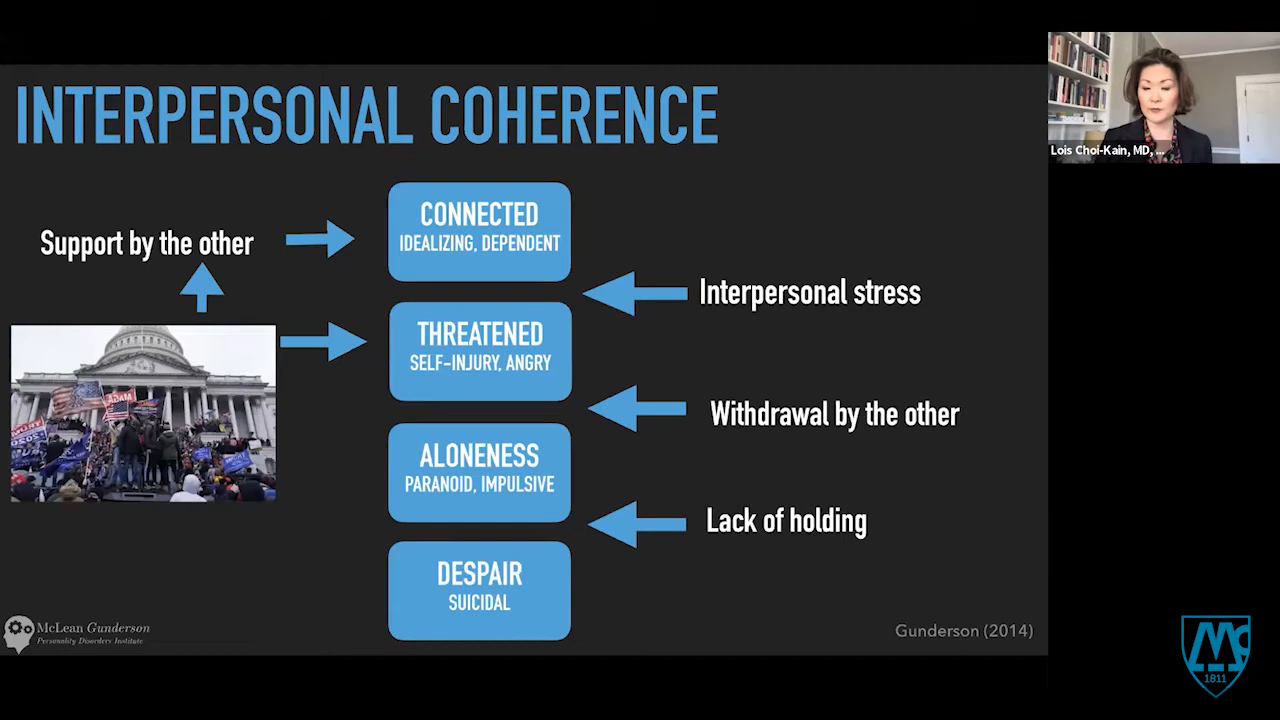 INTERPERSONAL COHERENCE
Support by the other
CONNECTED
IDEALIZING, DEPENDENT
Interpersonal stress
THREATENED
SELF-INJURY, ANGRY
Withdrawal by the other
ALONENESS
PARANOID, IMPULSIVE
Lack of holding
DESPAIR
SUICIDAL
McLean Gunderson
Personality Disorders Institute
Gunderson (2014)
Lois Choi-Kain, MD, ...
Mc
1811